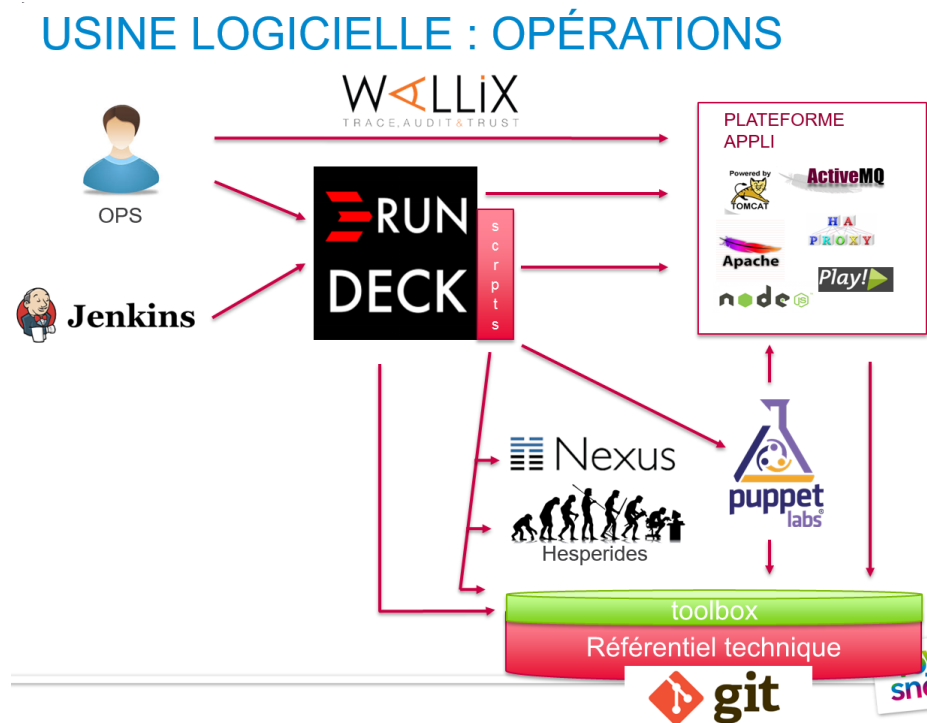 USINE LOGICIELLE : OPÉRATIONS
WALLIX
TRACE, AUDIT & TRUST
OPS
Jenkins
RUN
DECK
scrpts
PLATEFORME
APPLI
Powered by
TOMCAT
ActiveMQ
HA
PROXY
Apache
Play!
node
JS
Nexus
Hesperides
puppet
labs®
toolbox
Référentiel technique
git